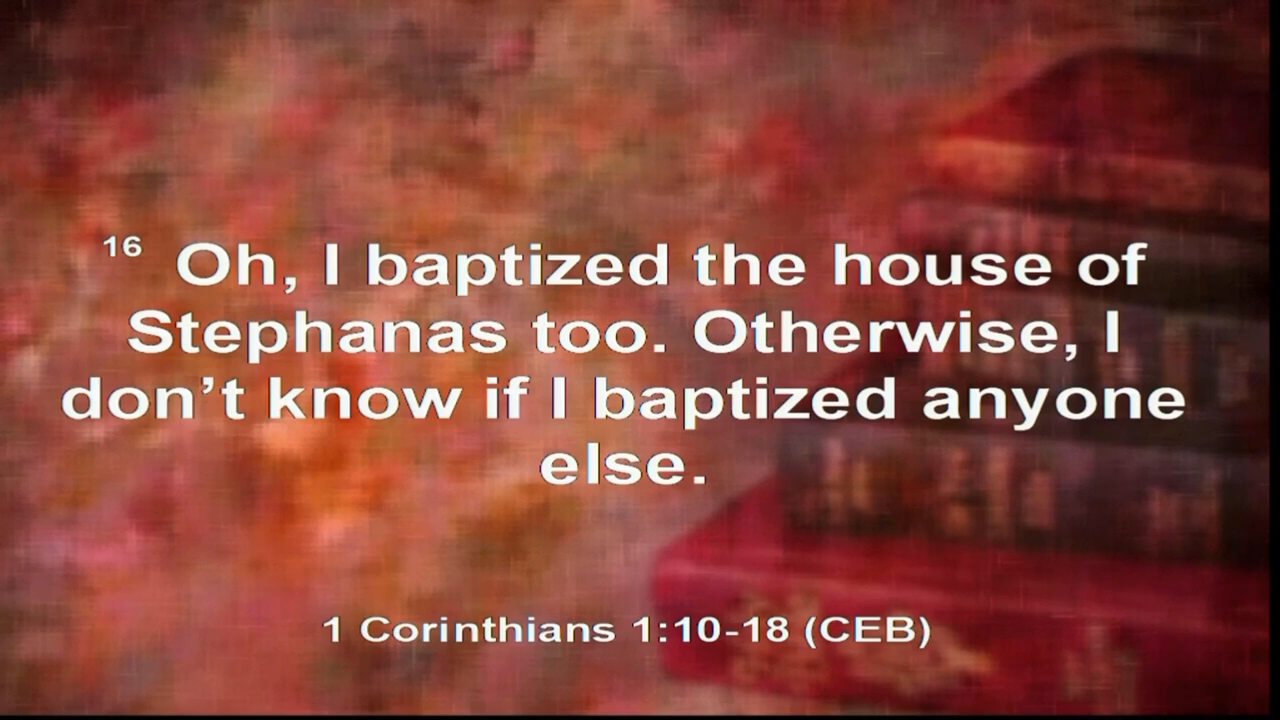 16 Oh, I baptized the house of
Stephanas too. Otherwise, I
don’t know if I baptized anyone
else.
1 Corinthians 1:10-18 (CEB)